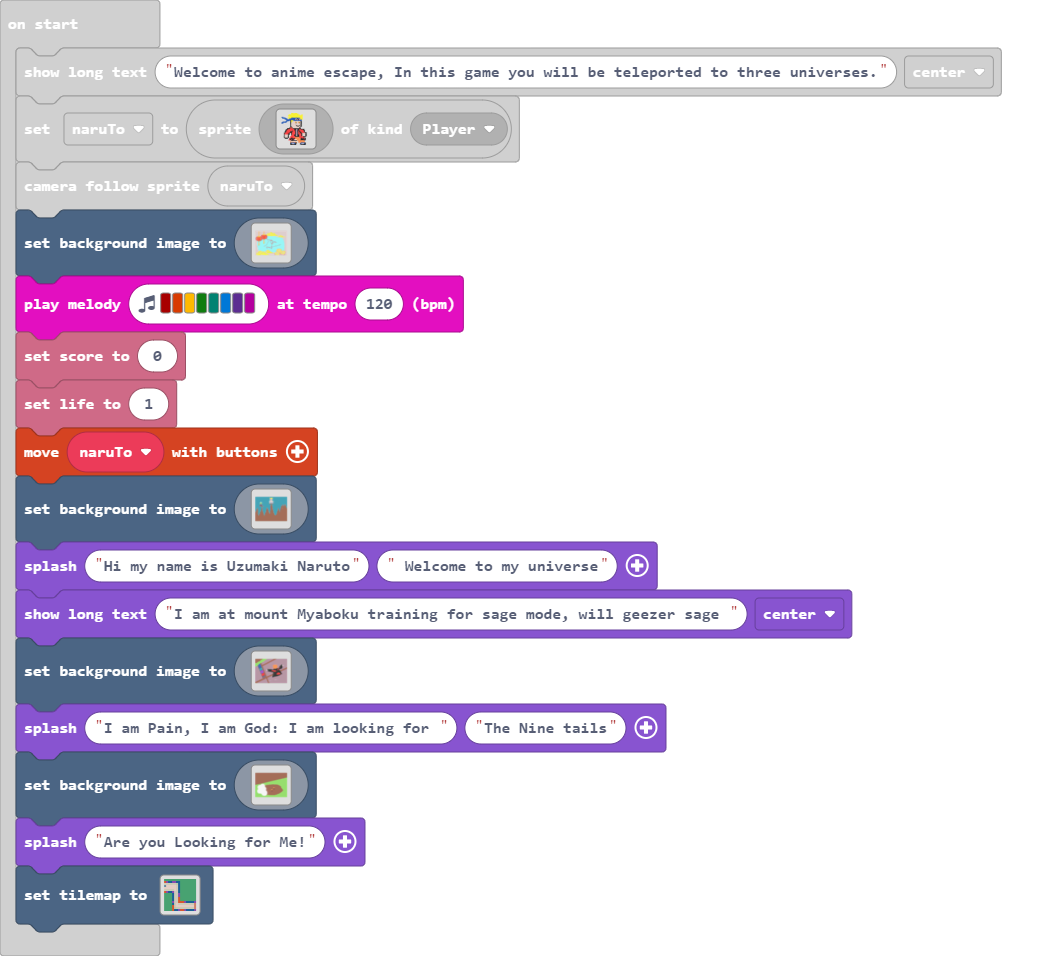 on start
show long text "Welcome to anime escape, In this game you will be teleported to three universes." center
set naruTo to sprite of kind Player
camera follow sprite naruTo
set background image to
play melody at tempo 120 (bpm)
set score to 0
set life to 1
move naruTo with buttons
set background image to
splash "Hi my name is Uzumaki Naruto" " Welcome to my universe"
show long text "I am at mount Myaboku training for sage mode, will geezer sage " center
set background image to
splash "I am Pain, I am God: I am looking for " "The Nine tails"
set background image to
splash "Are you Looking for Me!"
set tilemap to